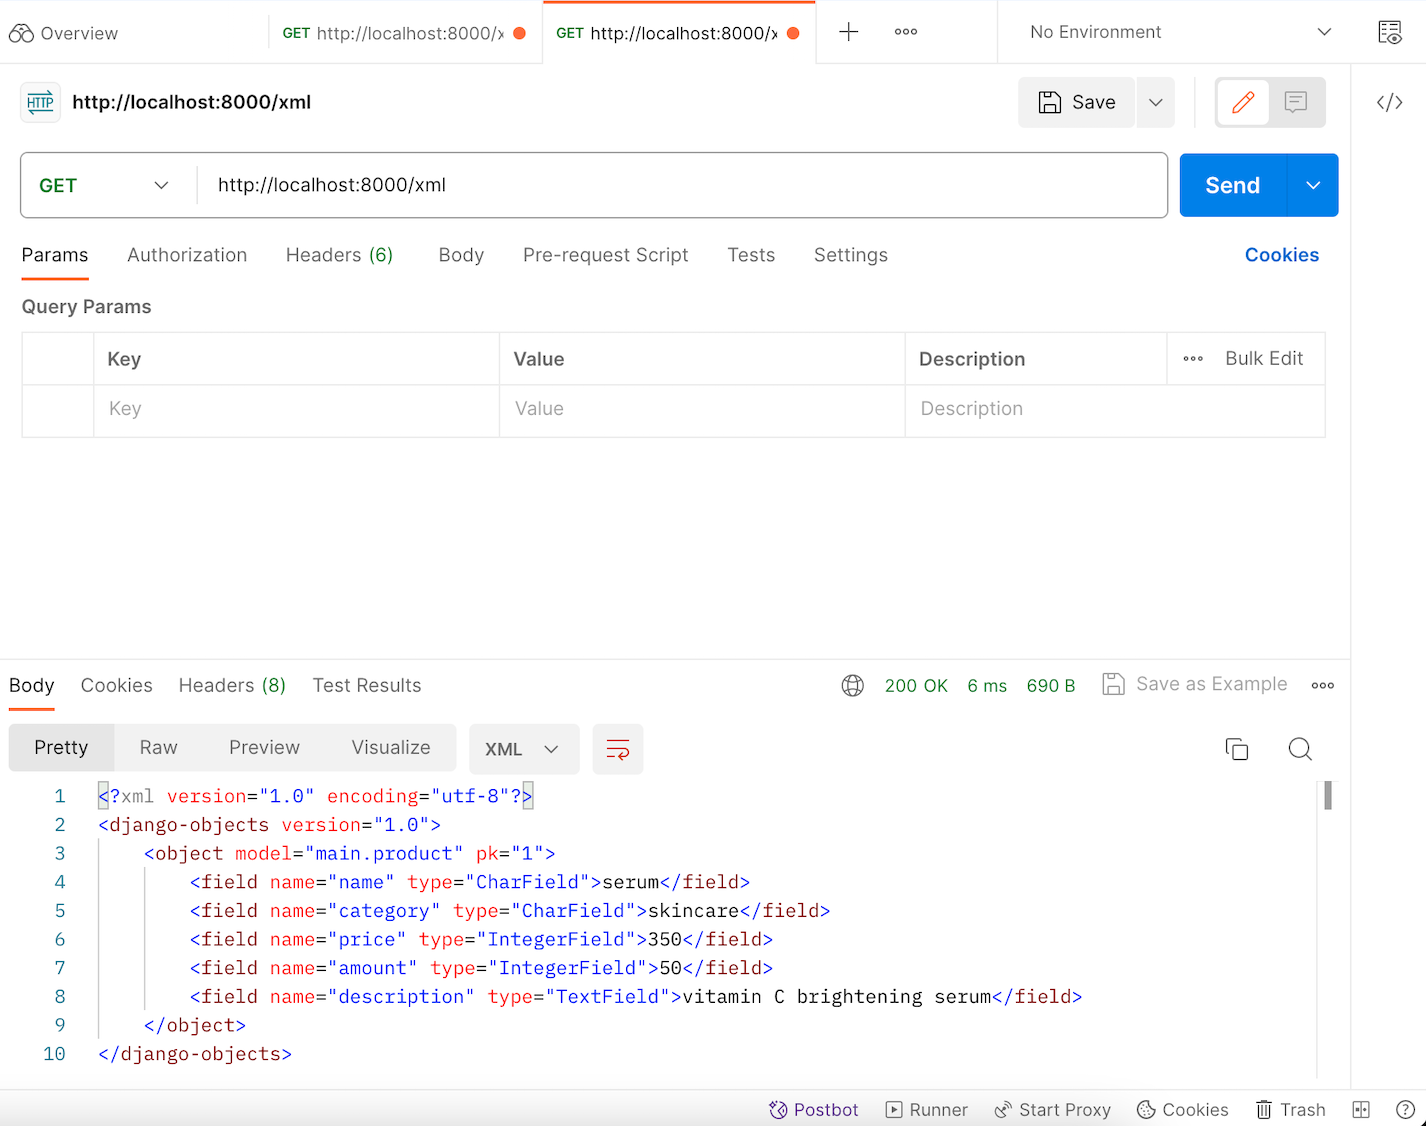 Overview
GET http://localhost:8000/x
GET http://localhost:8000/x
No Environment
HTTP http://localhost:8000/xml
Save
GET http://localhost:8000/xml
Send
Params Authorization Headers (6) Body Pre-request Script Tests Settings Cookies
Query Params
Key Value Description Bulk Edit
Key Value Description
Body Cookies Headers (8) Test Results 200 OK 6 ms 690 B Save as Example
Pretty Raw Preview Visualize XML
1 <?xml version="1.0" encoding="utf-8"?>
2 <django-objects version="1.0">
3 <object model="main.product" pk="1">
4 <field name="name" type="CharField">serum</field>
5 <field name="category" type="CharField">skincare</field>
6 <field name="price" type="IntegerField">350</field>
7 <field name="amount" type="IntegerField">50</field>
8 <field name="description" type="TextField">vitamin C brightening serum</field>
9 </object>
10 </django-objects>
Postbot Runner Start Proxy Cookies Trash